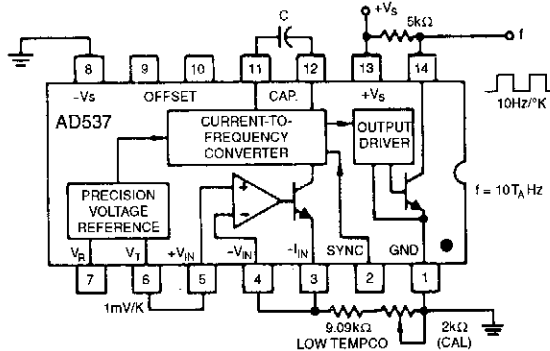 +Vs
C
5kΩ
f
8 9 10 11 12 13 14
−Vs OFFSET CAP. +Vs
10Hz/°K
AD537
CURRENT-TO-
FREQUENCY
CONVERTER
OUTPUT
DRIVER
PRECISION
VOLTAGE
REFERENCE
+
−
f = 10TA Hz
VR VT +VIN −VIN −IIN SYNC GND
7 6 5 4 3 2 1
1mV/K
9.09kΩ
LOW TEMPCO
2kΩ
(CAL)